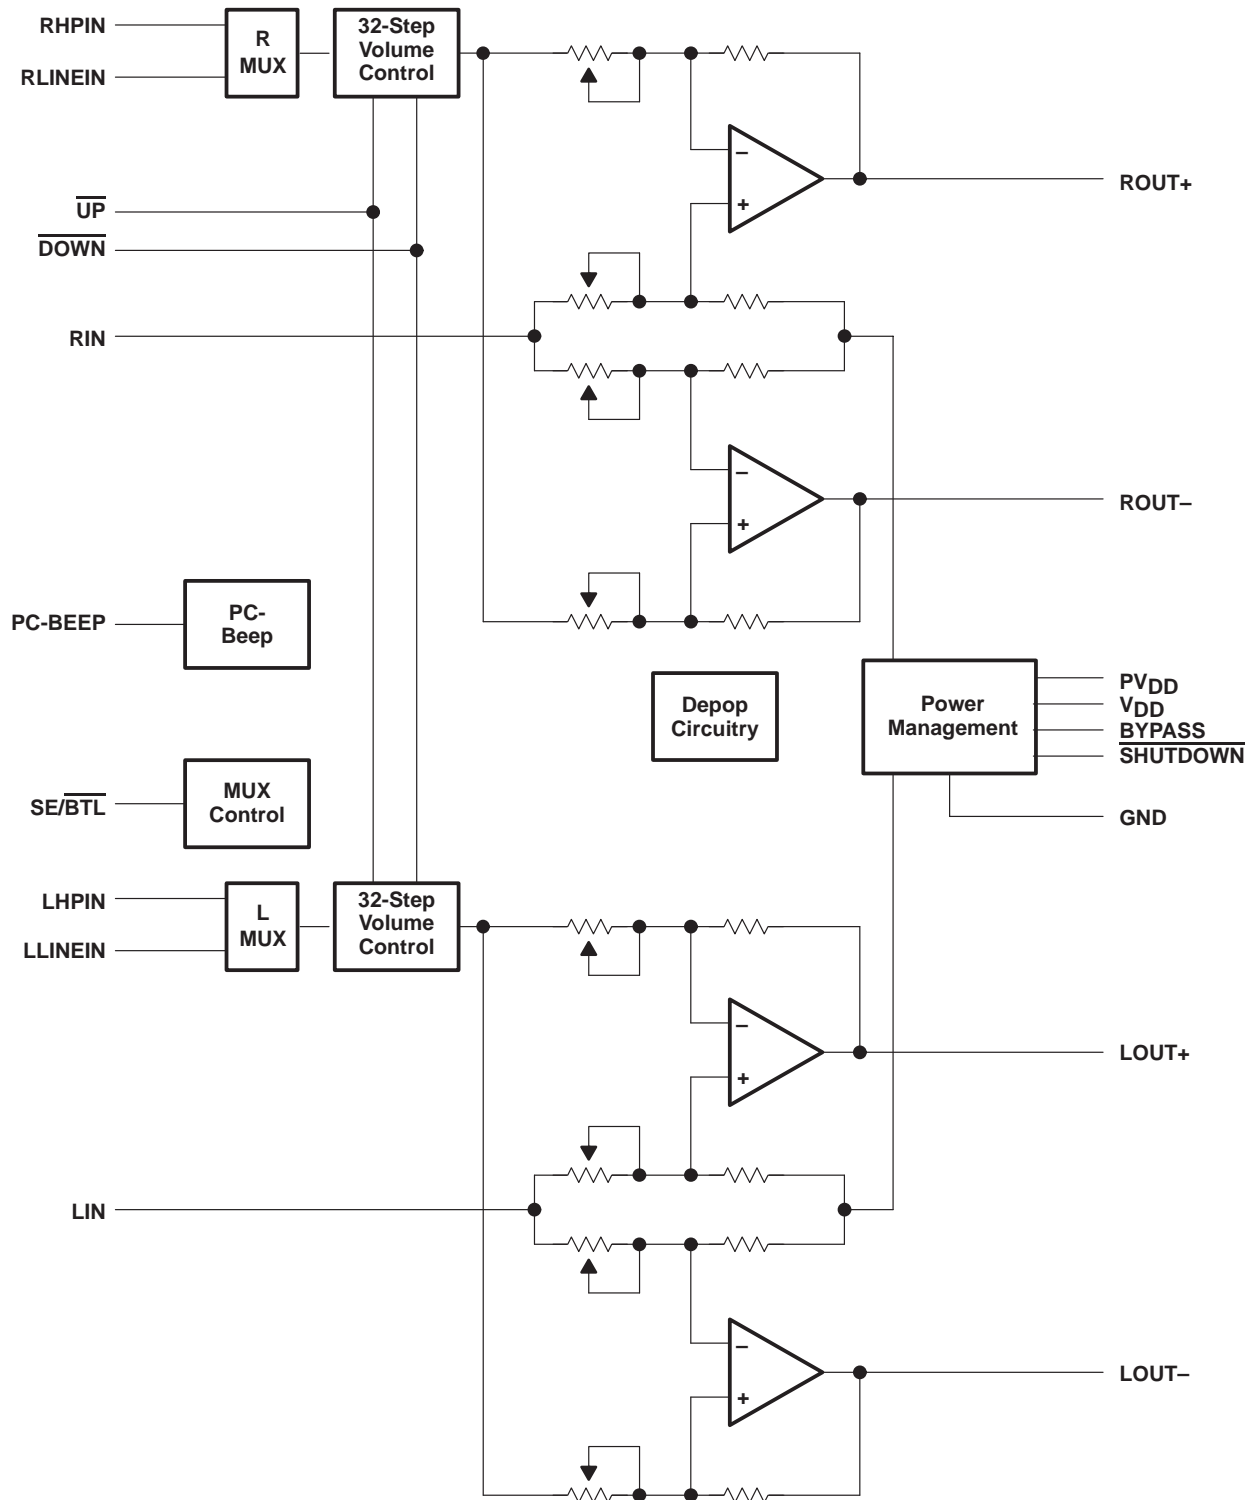 RHPIN
RLINEIN
R
MUX
32-Step
Volume
Control
−
+
ROUT+
UP
DOWN
RIN
−
+
ROUT−
PC-BEEP
PC-
Beep
Depop
Circuitry
Power
Management
PVDD
VDD
BYPASS
SHUTDOWN
GND
SE/BTL
MUX
Control
LHPIN
LLINEIN
L
MUX
32-Step
Volume
Control
−
+
LOUT+
LIN
−
+
LOUT−